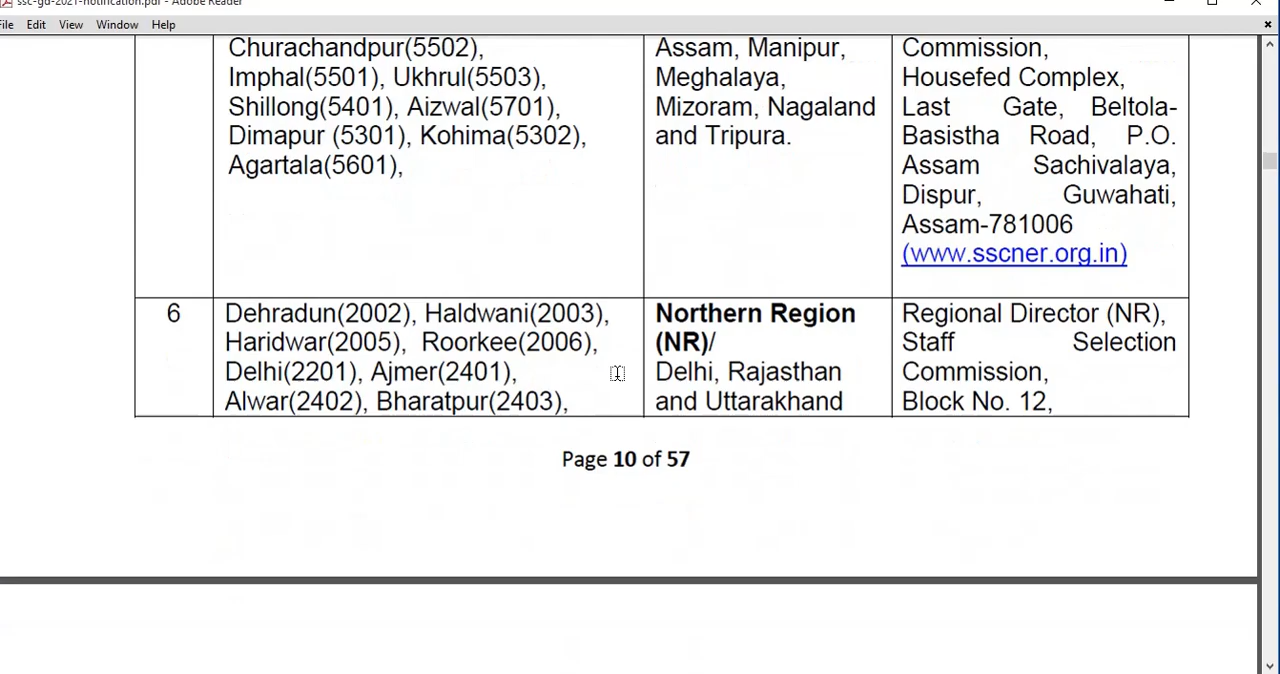 ssc-gd-2021-notification.pdf - Adobe Reader
File Edit View Window Help
Churachandpur(5502),
Imphal(5501), Ukhrul(5503),
Shillong(5401), Aizwal(5701),
Dimapur (5301), Kohima(5302),
Agartala(5601),
Assam, Manipur,
Meghalaya,
Mizoram, Nagaland
and Tripura.
Commission,
Housefed Complex,
Last Gate, Beltola-
Basistha Road, P.O.
Assam Sachivalaya,
Dispur, Guwahati,
Assam-781006
(www.sscner.org.in)
6
Dehradun(2002), Haldwani(2003),
Haridwar(2005), Roorkee(2006),
Delhi(2201), Ajmer(2401),
Alwar(2402), Bharatpur(2403),
Northern Region
(NR)/
Delhi, Rajasthan
and Uttarakhand
Regional Director (NR),
Staff Selection
Commission,
Block No. 12,
Page 10 of 57